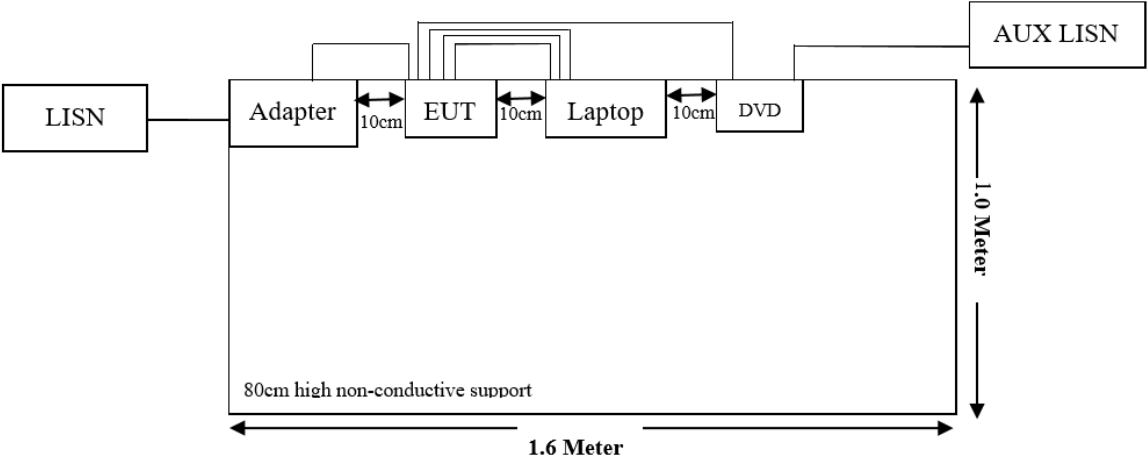 AUX LISN
LISN
Adapter
10cm
EUT
10cm
Laptop
10cm
DVD
1.0 Meter
80cm high non-conductive support
1.6 Meter